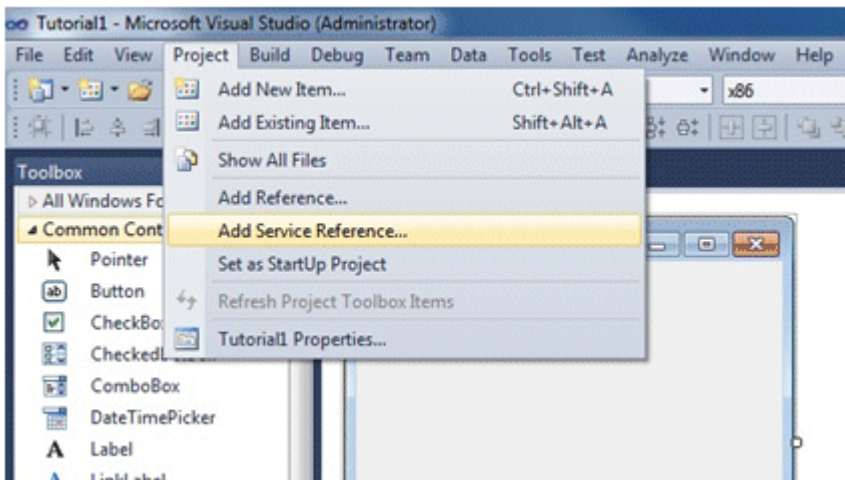 Tutorial1 - Microsoft Visual Studio (Administrator)
File Edit View Project Build Debug Team Data Tools Test Analyze Window Help
Add New Item... Ctrl+Shift+A
x86
Add Existing Item... Shift+Alt+A
Show All Files
Toolbox
Add Reference...
All Windows Fo
Add Service Reference...
Common Cont
Set as StartUp Project
Pointer
Button
Refresh Project Toolbox Items
CheckBo
Tutorial1 Properties...
ComboBox
DateTimePicker
A Label